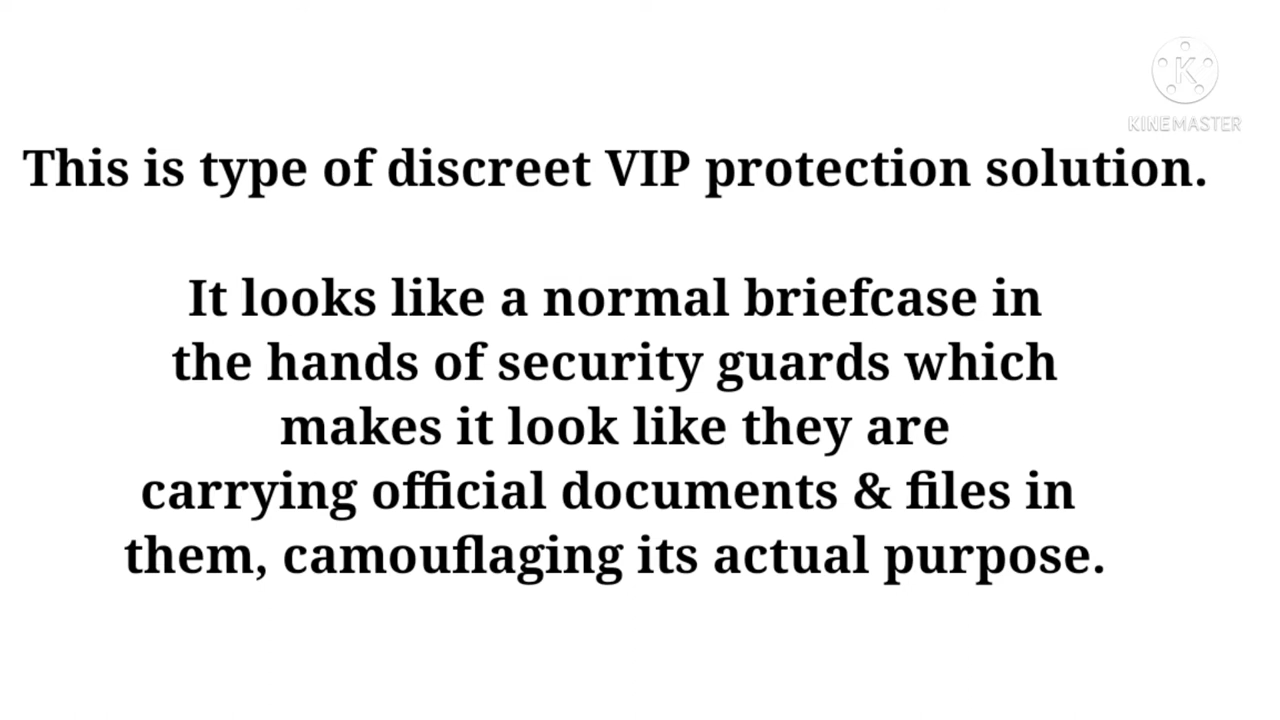 KINEMASTER
This is type of discreet VIP protection solution.
It looks like a normal briefcase in
the hands of security guards which
makes it look like they are
carrying official documents & files in
them, camouflaging its actual purpose.